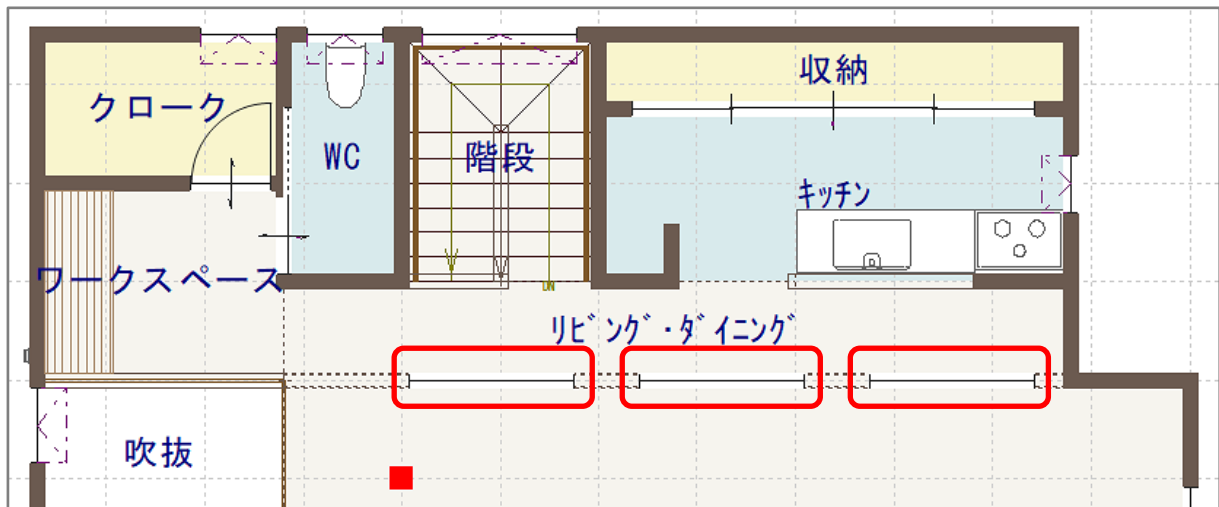 収納
クローク
WC
階段
キッチン
ワークスペース
DN
リビング・ダイニング
吹抜